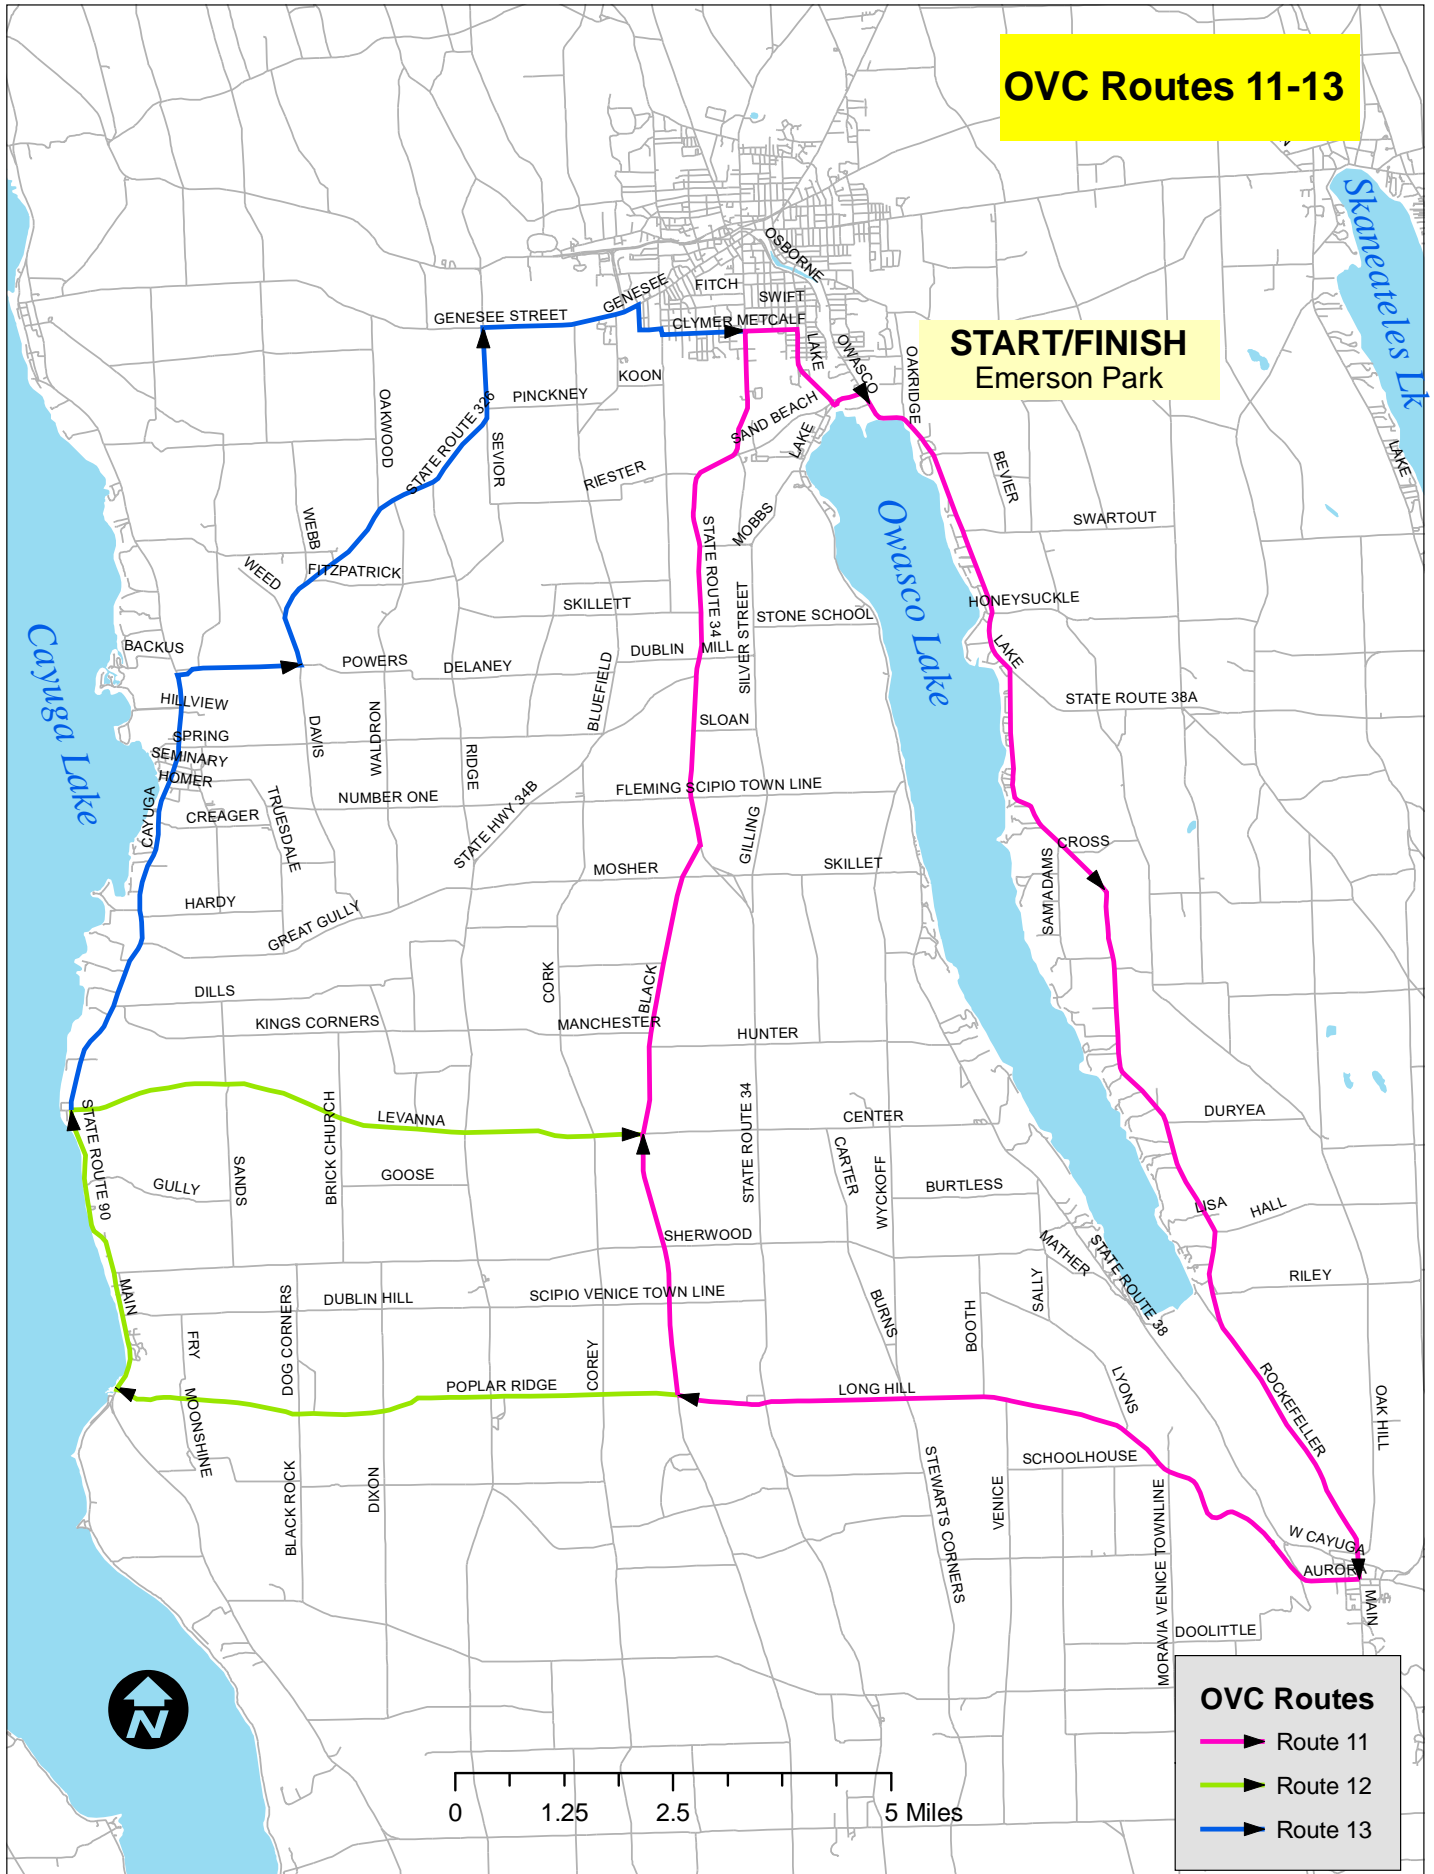 OVC Routes 11-13
Skaneateles Lk
OSBORNE
FITCH
GENESEE
SWIFT
GENESEE STREET
CLYMER METCALF
START/FINISH
Emerson Park
LAKE
OWASCO
OAKRIDGE
KOON
PINCKNEY
OAKWOOD
STATE ROUTE 326
SEVIOR
SAND BEACH
LAKE
RIESTER
BEVIER
LAKE
SWARTOUT
Owasco Lake
MOBBS
STATE ROUTE 34
WEBB
WEED
FITZPATRICK
SKILLETT
STONE SCHOOL
SILVER STREET
HONEYSUCKLE
LAKE
Cayuga Lake
BACKUS
POWERS
DELANEY
DUBLIN
MILL
BLUEFIELD
STATE ROUTE 38A
HILLVIEW
SPRING
SEMINARY
HOMER
DAVIS
WALDRON
RIDGE
SLOAN
CAYUGA
CREAGER
TRUESDALE
NUMBER ONE
STATE HWY 34B
FLEMING SCIPIO TOWN LINE
GILLING
CROSS
MOSHER
SKILLET
SAM ADAMS
HARDY
GREAT GULLY
DILLS
CORK
BLACK
KINGS CORNERS
MANCHESTER
HUNTER
STATE ROUTE 90
BRICK CHURCH
LEVANNA
STATE ROUTE 34
CENTER
DURYEA
GULLY
SANDS
GOOSE
CARTER
WYCKOFF
BURTLESS
LISA
HALL
SHERWOOD
MATHER
STATE ROUTE 38
MAIN
DUBLIN HILL
SCIPIO VENICE TOWN LINE
SALLY
RILEY
FRY
DOG CORNERS
COREY
BURNS
BOOTH
MOONSHINE
POPLAR RIDGE
LONG HILL
LYONS
ROCKEFELLER
OAK HILL
BLACK ROCK
DIXON
STEWARTS CORNERS
VENICE
SCHOOLHOUSE
MORAVIA VENICE TOWNLINE
W CAYUGA
AURORA
MAIN
DOOLITTLE
N
0
1.25
2.5
5 Miles
OVC Routes
Route 11
Route 12
Route 13